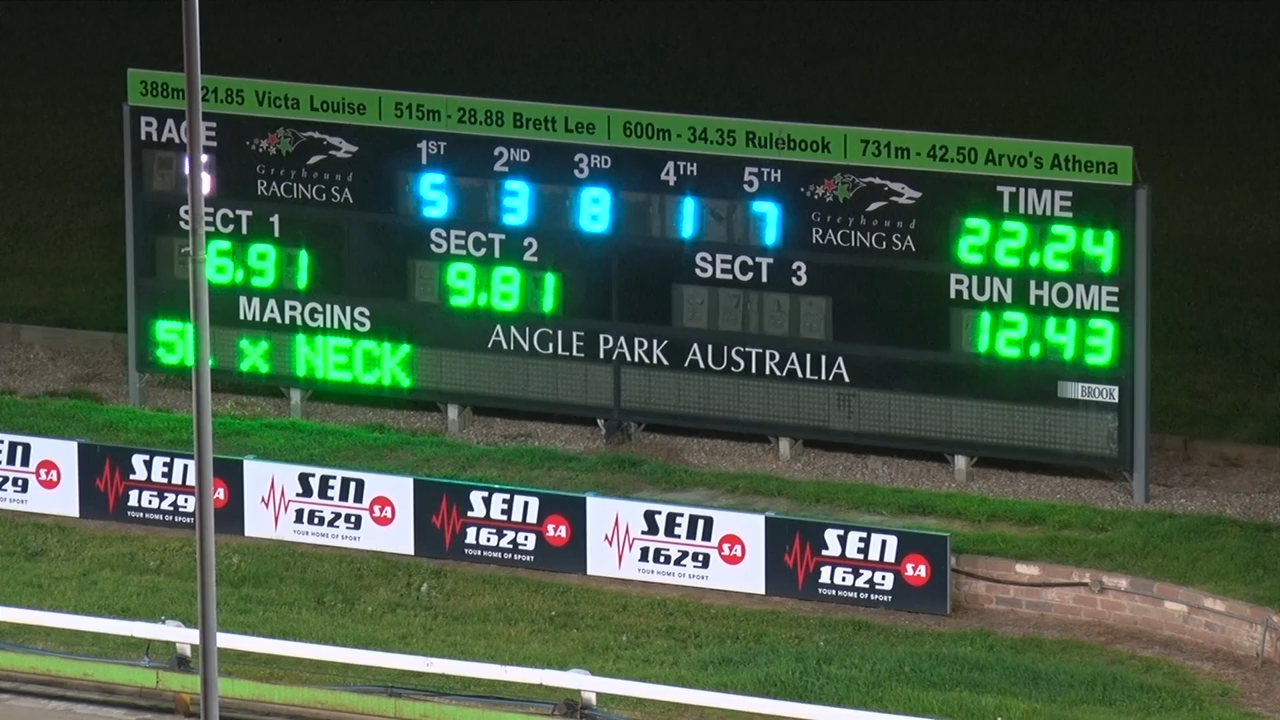 388m 21.85 Victa Louise | 515m - 28.88 Brett Lee | 600m - 34.35 Rulebook | 731m - 42.50 Arvo's Athena
RACE
Greyhound
RACING SA
1ST 2ND 3RD 4TH 5TH
5 3 8 1 7
Greyhound
RACING SA
TIME
22.24
SECT 1
6.91
SECT 2
9.81
SECT 3
RUN HOME
12.43
MARGINS
5L x NECK
ANGLE PARK AUSTRALIA
BROOK
EN
29 SA
OF SPORT
SEN
1629 SA
YOUR HOME OF SPORT
SEN
1629 SA
YOUR HOME OF SPORT
SEN
1629 SA
YOUR HOME OF SPORT
SEN
1629 SA
YOUR HOME OF SPORT
SEN
1629 SA
YOUR HOME OF SPORT